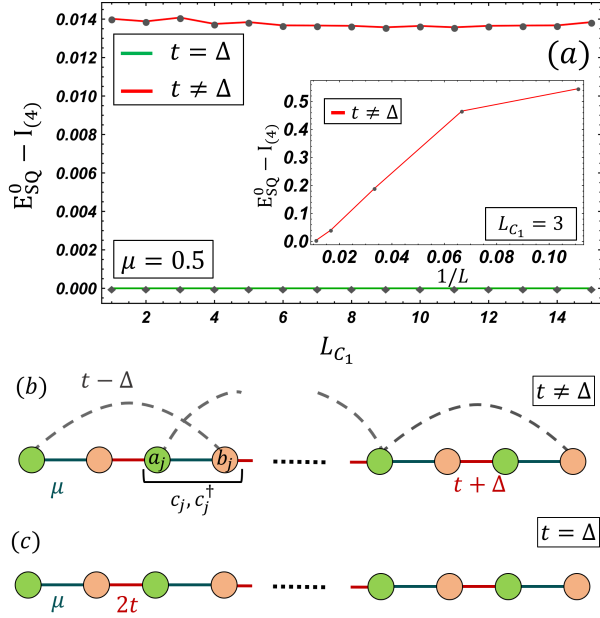 (a)
t = Δ
t ≠ Δ
μ = 0.5
E⁰_SQ − I₍₄₎
0.014
0.012
0.010
0.008
0.006
0.004
0.002
0.000
2 4 6 8 10 12 14
L_C₁
t ≠ Δ
L_C₁ = 3
E⁰_SQ − I₍₄₎
0.5
0.4
0.3
0.2
0.1
0.0
0.02 0.04 0.06 0.08 0.10
1/L
(b) t − Δ t ≠ Δ
a_j b_j
μ c_j, c_j^† t + Δ
(c) t = Δ
μ 2t